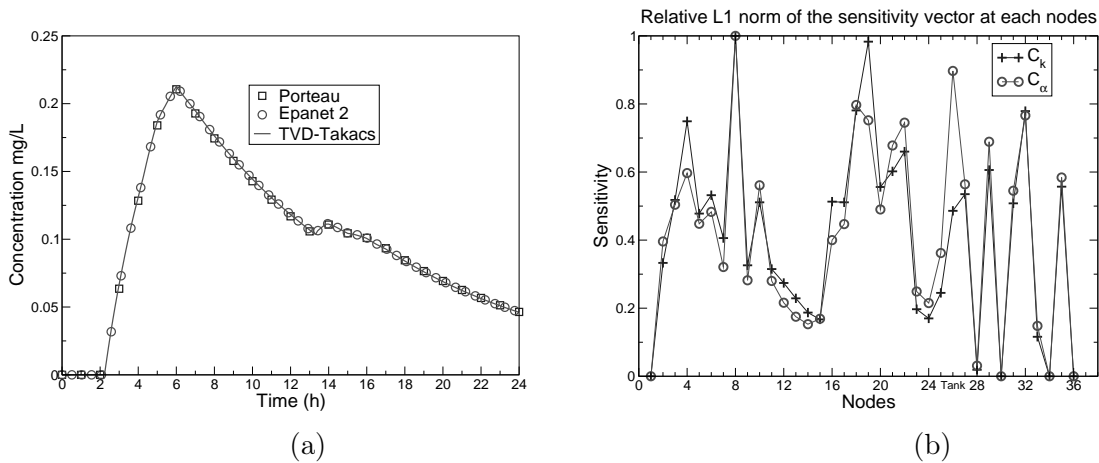 0.25
0.2
0.15
0.1
0.05
0
Concentration mg/L
Porteau
Epanet 2
TVD-Takacs
0 2 4 6 8 10 12 14 16 18 20 22 24
Time (h)
(a)
Relative L1 norm of the sensitivity vector at each nodes
1
0.8
0.6
0.4
0.2
0
Sensitivity
C_k
C_α
0 4 8 12 16 20 24 Tank 28 32 36
Nodes
(b)